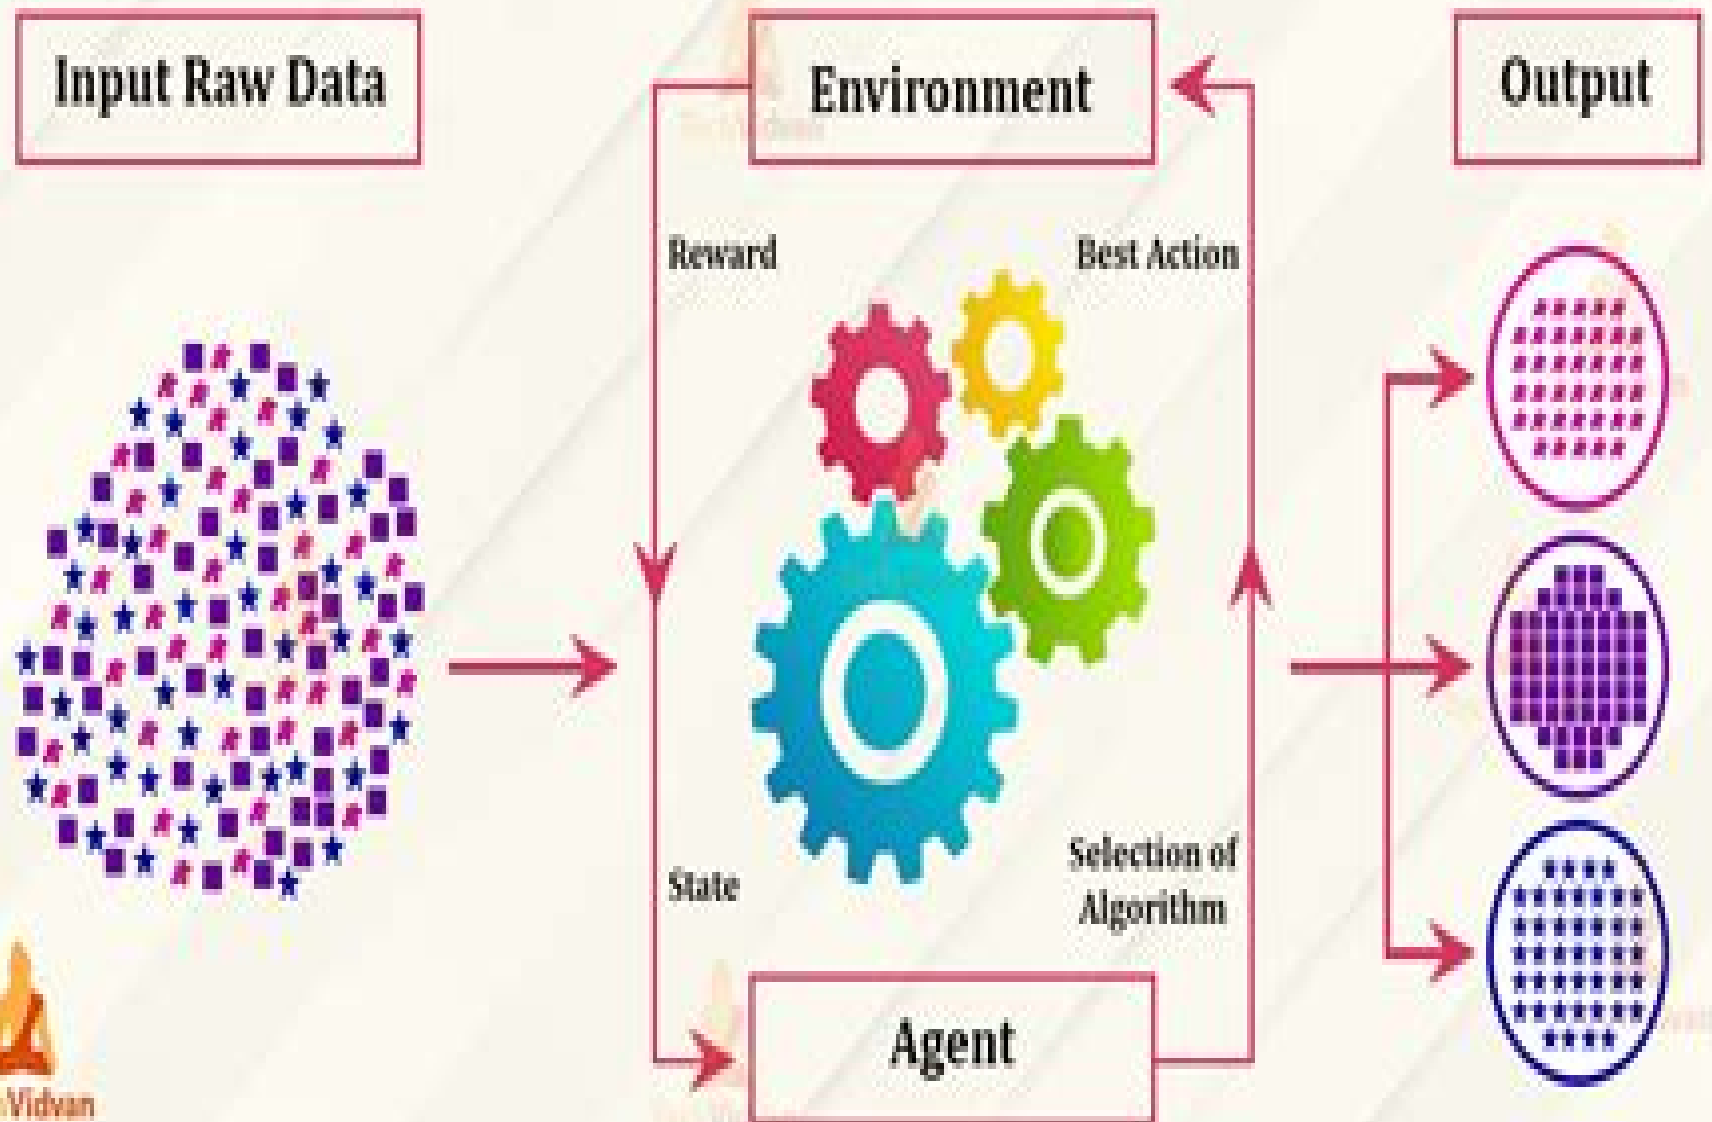 Input Raw Data
Environment
Output
Reward
Best Action
State
Selection of
Algorithm
Agent
Vidvan